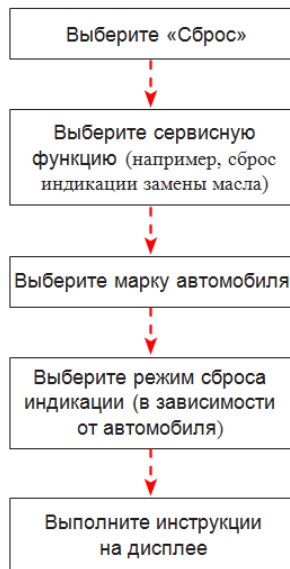 Выберите «Сброс»
Выберите сервисную
функцию (например, сброс
индикации замены масла)
Выберите марку автомобиля
Выберите режим сброса
индикации (в зависимости
от автомобиля)
Выполните инструкции
на дисплее